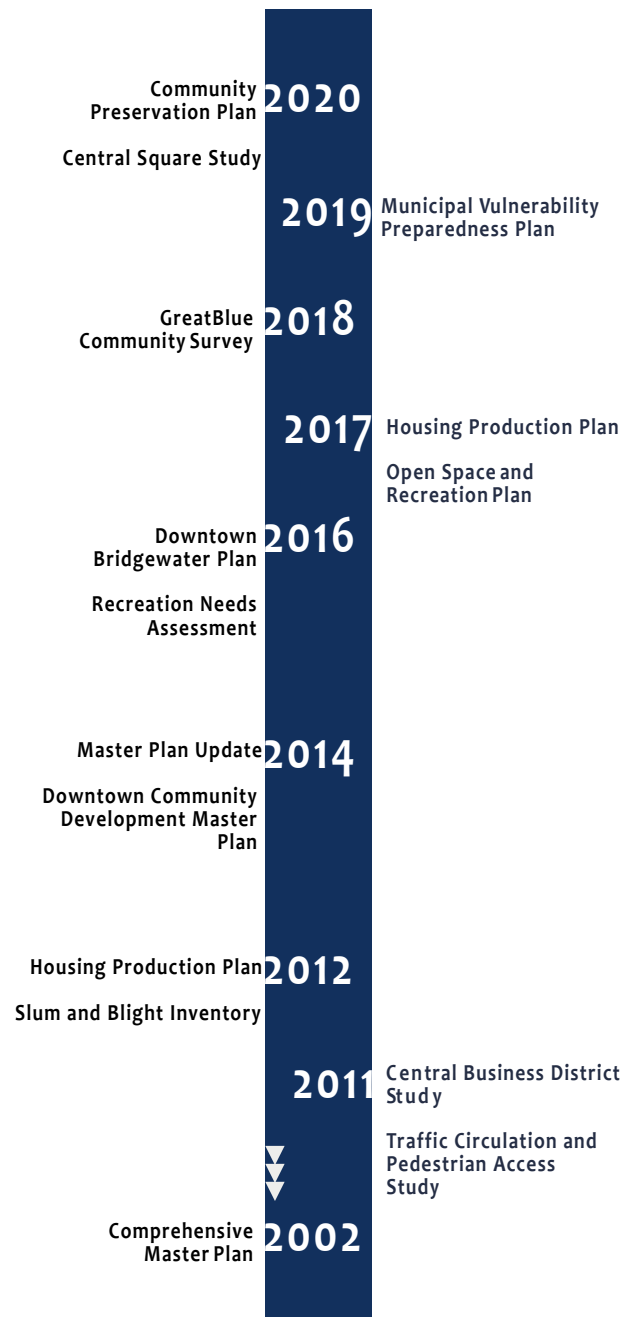 Community
Preservation Plan
2020
Central Square Study
2019
Municipal Vulnerability
Preparedness Plan
GreatBlue
Community Survey
2018
2017
Housing Production Plan
Open Space and
Recreation Plan
Downtown
Bridgewater Plan
2016
Recreation Needs
Assessment
Master Plan Update
2014
Downtown Community
Development Master
Plan
Housing Production Plan
2012
Slum and Blight Inventory
2011
Central Business District
Study
Traffic Circulation and
Pedestrian Access
Study
Comprehensive
Master Plan
2002